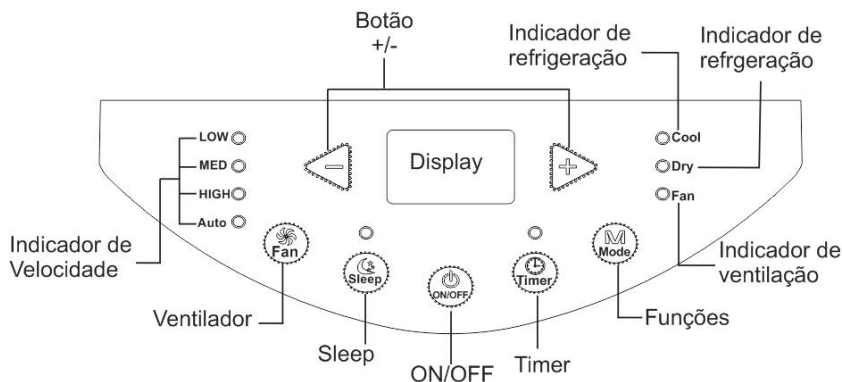 Botão
+/-
Indicador de
refrigeração
Indicador de
refrgeração
LOW
MED
HIGH
Auto
Display
Cool
Dry
Fan
Indicador de
Velocidade
Fan
Sleep
ON/OFF
Timer
M
Mode
Indicador de
ventilação
Ventilador
Sleep
ON/OFF
Timer
Funções